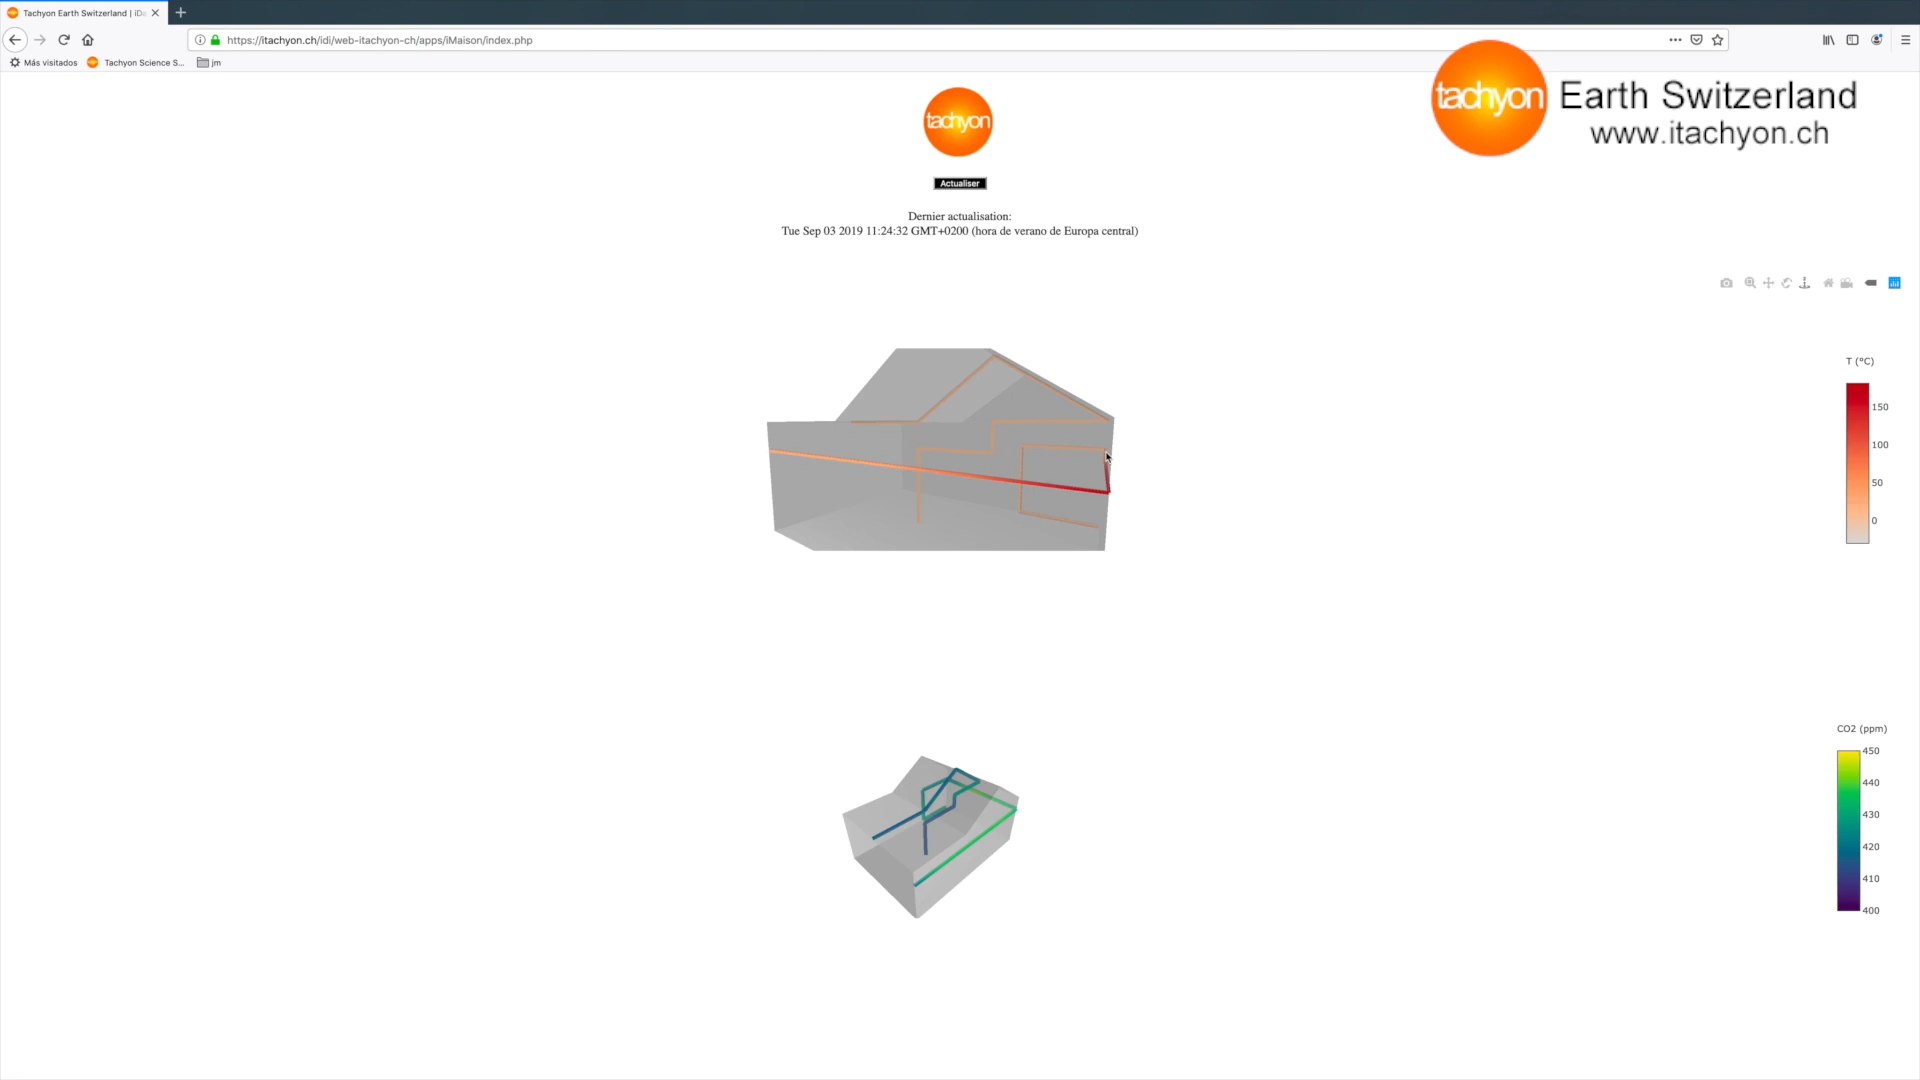 Tachyon Earth Switzerland | iDa
https://itachyon.ch/idi/web-itachyon-ch/apps/iMaison/index.php
Más visitados
Tachyon Science S...
jm
tachyon
Earth Switzerland
www.itachyon.ch
tachyon
Actualiser
Dernier actualisation:
Tue Sep 03 2019 11:24:32 GMT+0200 (hora de verano de Europa central)
T (°C)
150
100
50
0
CO2 (ppm)
450
440
430
420
410
400